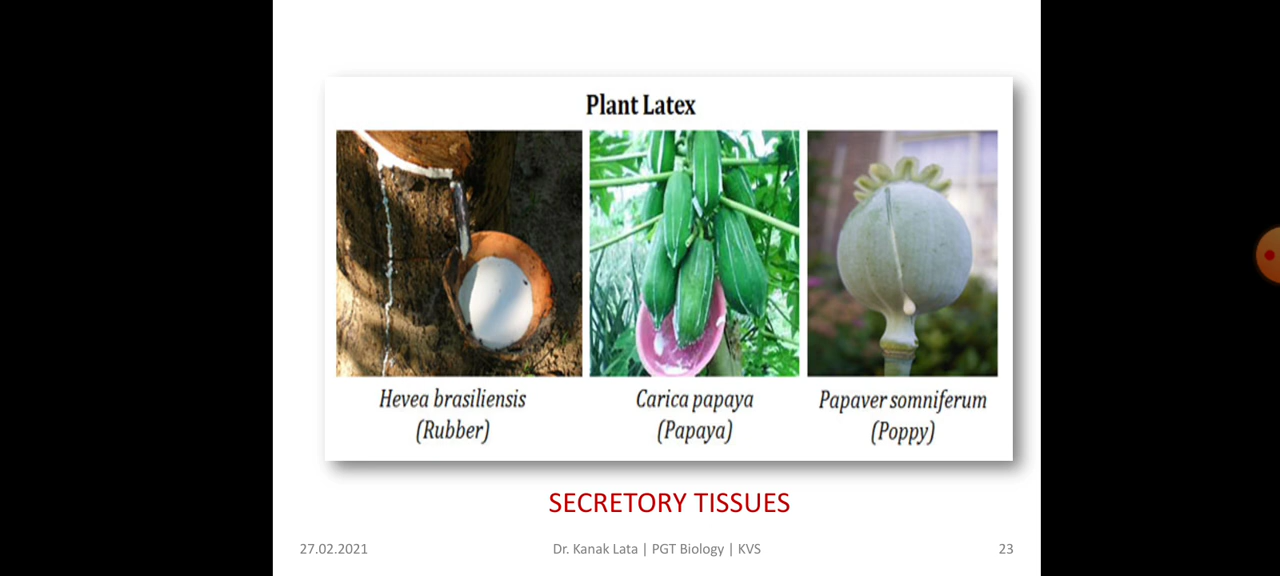 Plant Latex
Hevea brasiliensis
(Rubber)
Carica papaya
(Papaya)
Papaver somniferum
(Poppy)
SECRETORY TISSUES
27.02.2021
Dr. Kanak Lata | PGT Biology | KVS
23